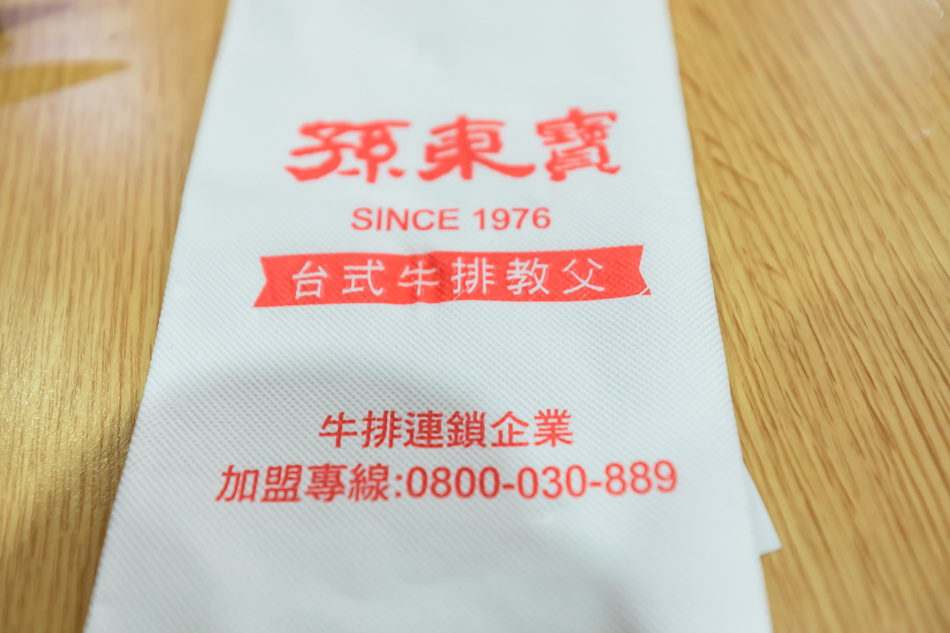 孫東寶
SINCE 1976
台式牛排教父
牛排連鎖企業
加盟專線:0800-030-889